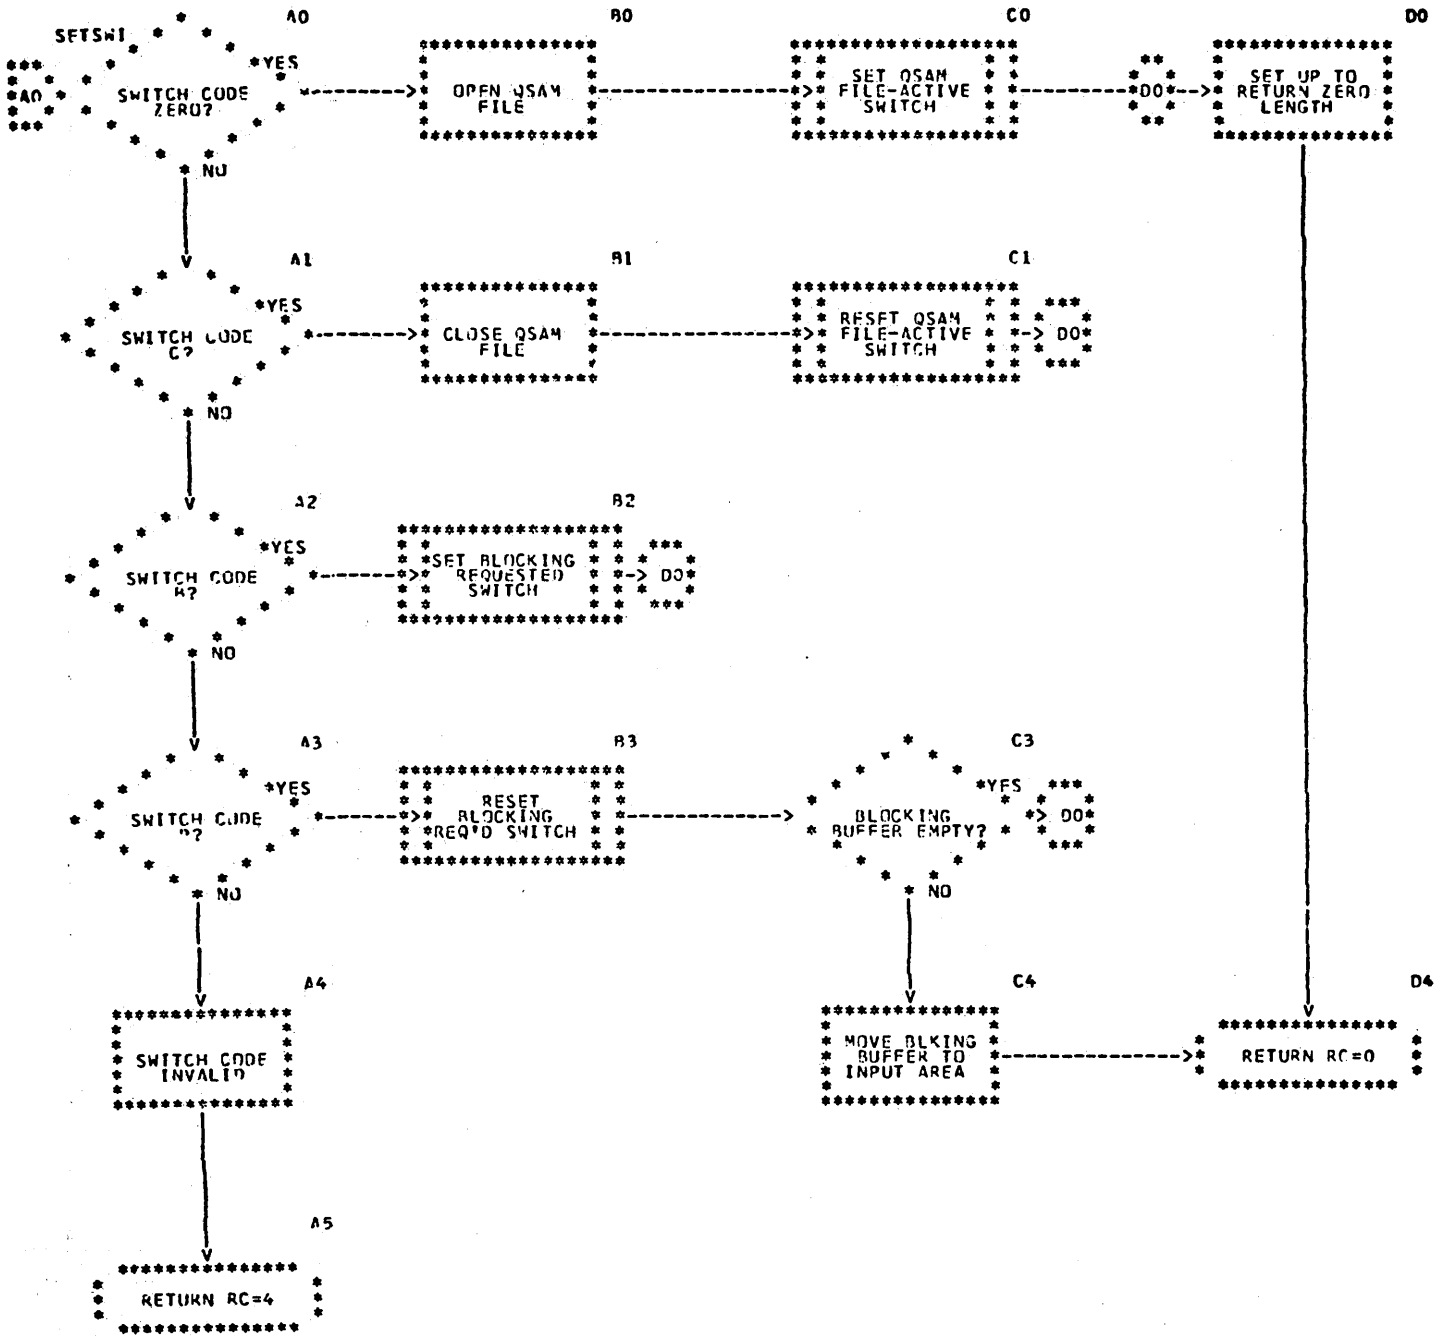 A0 B0 C0 D0
SETSWI
YES
A0
SWITCH CODE
ZERO?
OPEN QSAM
FILE
SET QSAM
FILE-ACTIVE
SWITCH
D0
SET UP TO
RETURN ZERO
LENGTH
NO
A1 B1 C1
YES
SWITCH CODE
C?
CLOSE QSAM
FILE
RESET QSAM
FILE-ACTIVE
SWITCH
D0
NO
A2 B2
YES
SWITCH CODE
B?
SET BLOCKING
REQUESTED
SWITCH
D0
NO
A3 B3 C3
YES
SWITCH CODE
RESET
BLOCKING
REQ'D SWITCH
BLOCKING
BUFFER EMPTY?
YES
D0
NO
NO
A4 C4 D4
SWITCH CODE
INVALID
MOVE BLKING
BUFFER TO
INPUT AREA
RETURN RC=0
A5
RETURN RC=4